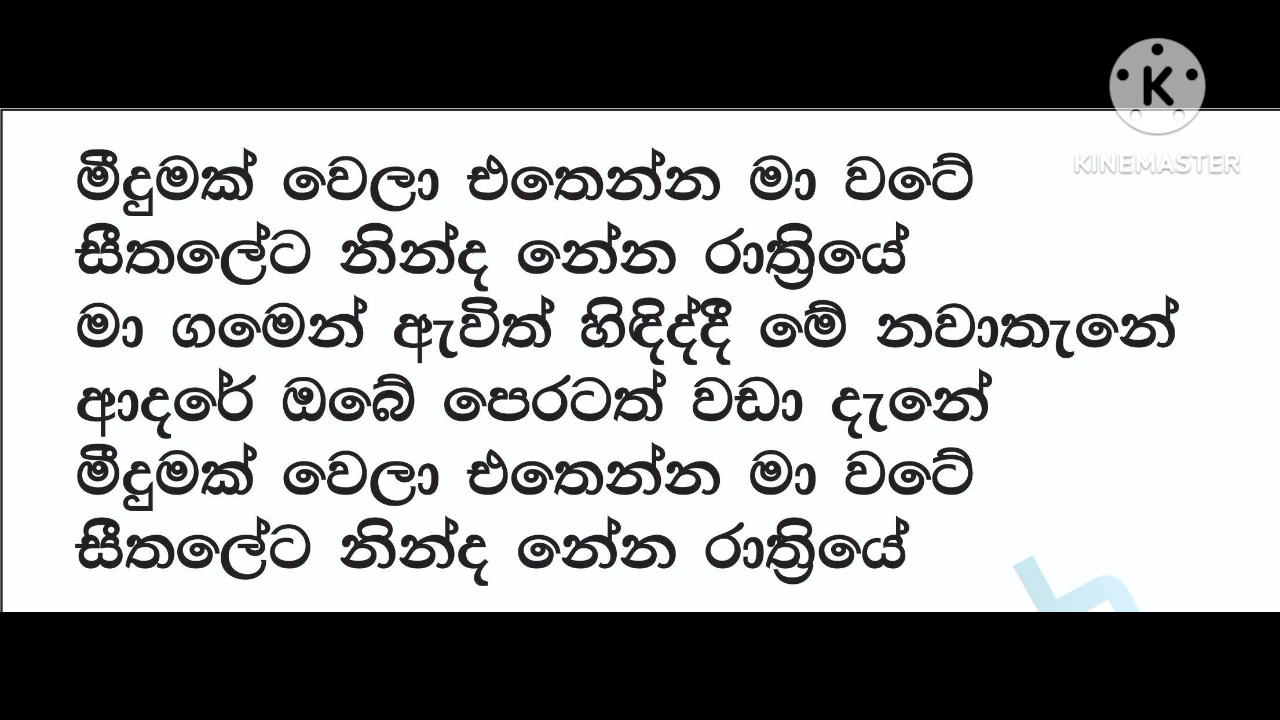 KINEMASTER
මීදුමක් වෙලා එතෙන්න මා වටේ
සීතලේට නින්ද නේන රාත්‍රියේ
මා ගමෙන් ඇවිත් හිඳිද්දී මේ නවාතැනේ
ආදරේ ඔබේ පෙරටත් වඩා දැනේ
මීදුමක් වෙලා එතෙන්න මා වටේ
සීතලේට නින්ද නේන රාත්‍රියේ